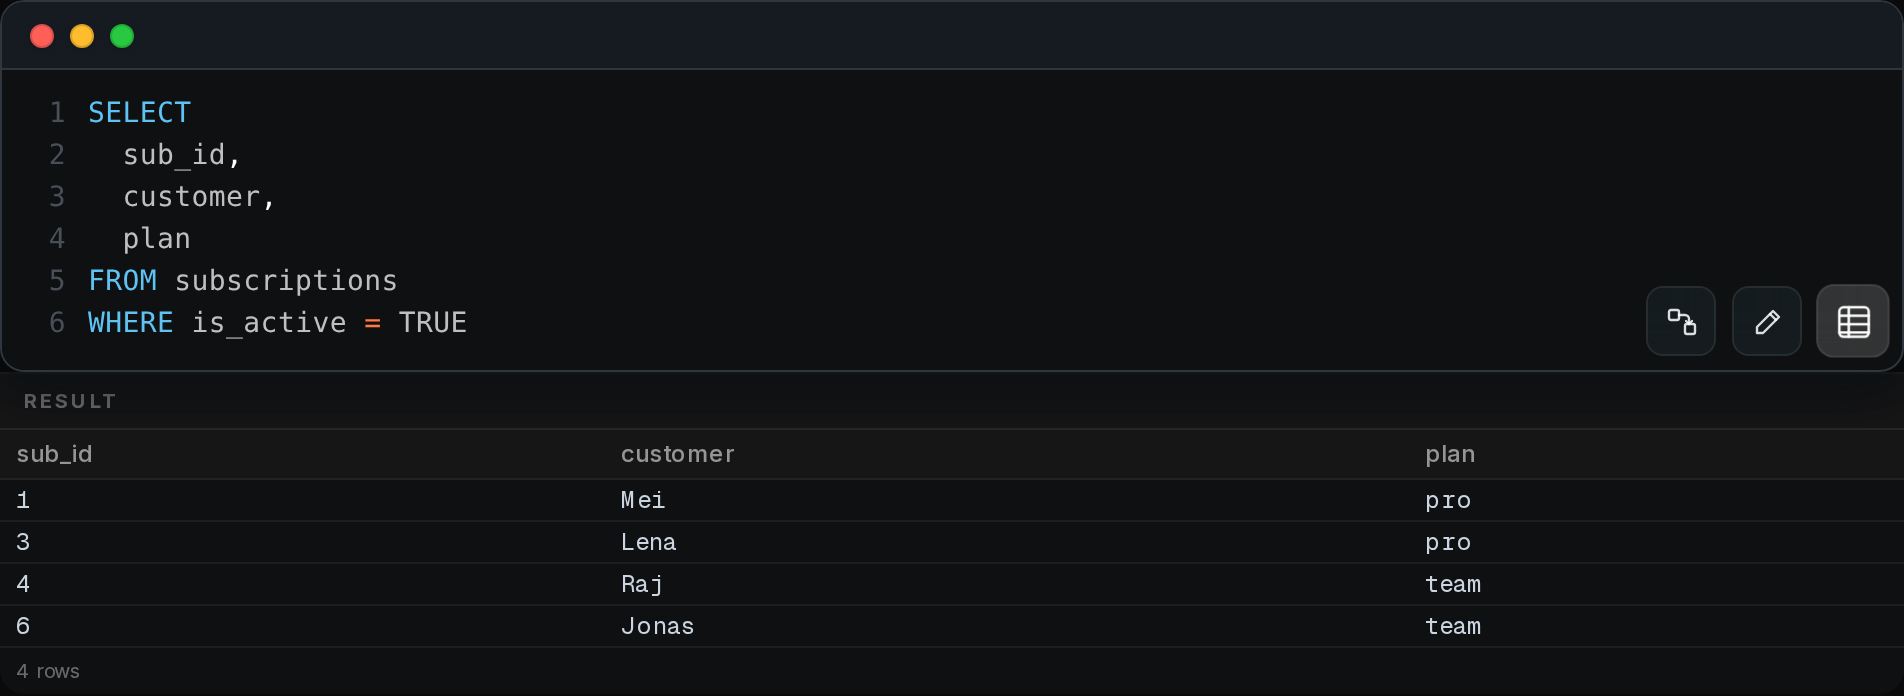 1 SELECT
2   sub_id,
3   customer,
4   plan
5 FROM subscriptions
6 WHERE is_active = TRUE
RESULT
sub_id customer plan
1 Mei pro
3 Lena pro
4 Raj team
6 Jonas team
4 rows